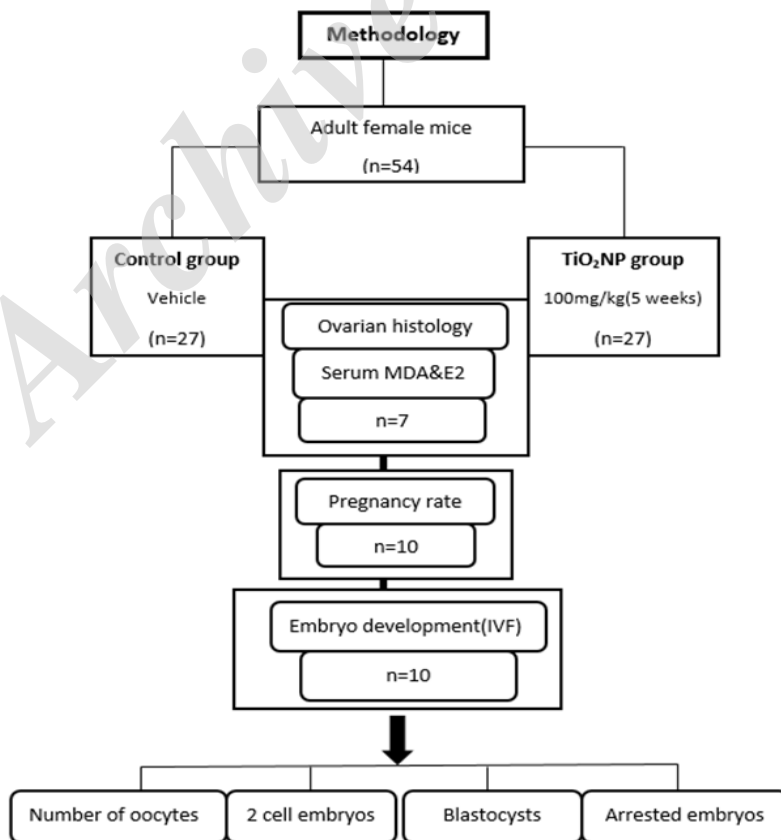 Methodology
Adult female mice
(n=54)
Control group
Vehicle
(n=27)
TiO₂NP group
100mg/kg(5 weeks)
(n=27)
Ovarian histology
Serum MDA&E2
n=7
Pregnancy rate
n=10
Embryo development(IVF)
n=10
Number of oocytes
2 cell embryos
Blastocysts
Arrested embryos
Archive